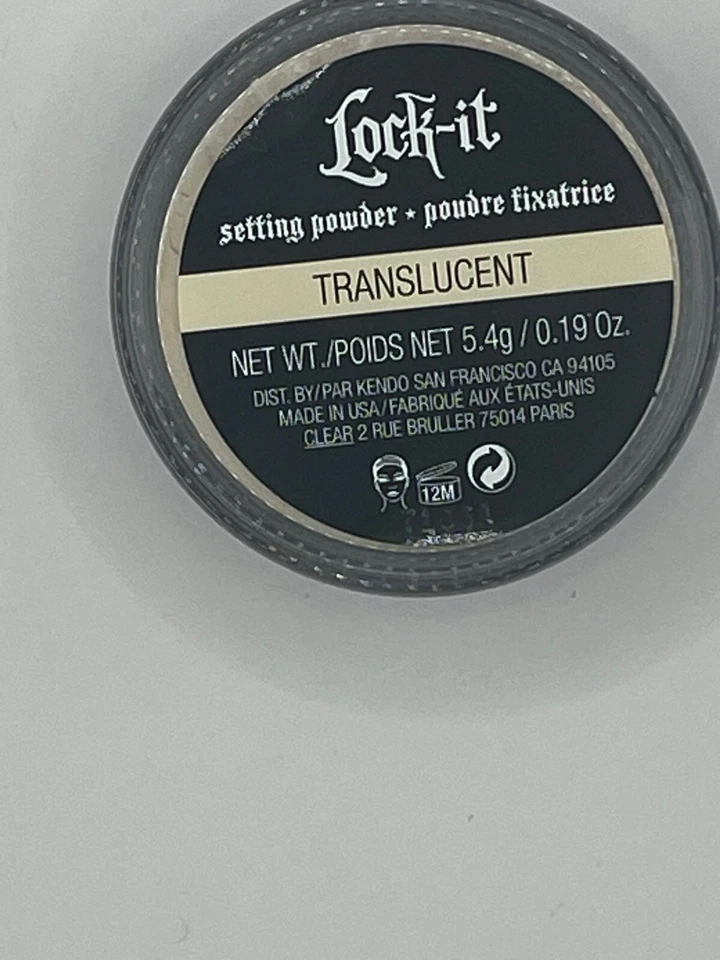 Lock-it
setting powder ★ poudre fixatrice
TRANSLUCENT
NET WT./POIDS NET 5.4g / 0.19 Oz.
DIST. BY/PAR KENDO SAN FRANCISCO CA 94105
MADE IN USA/FABRIQUÉ AUX ÉTATS-UNIS
CLEAR 2 RUE BRULLER 75014 PARIS
12M